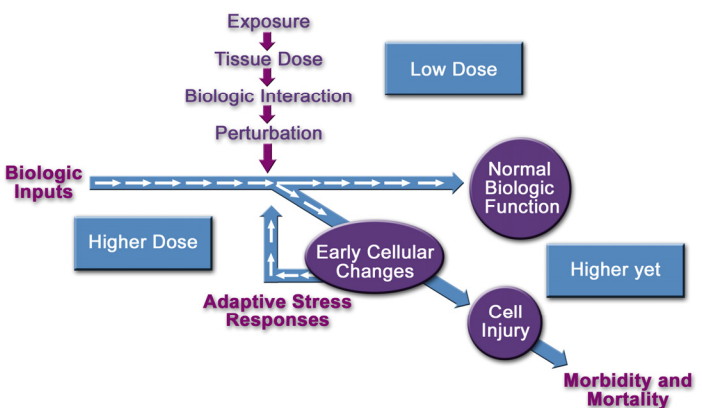 Exposure
Tissue Dose
Biologic Interaction
Perturbation
Low Dose
Biologic
Inputs
Normal
Biologic
Function
Higher Dose
Early Cellular
Changes
Higher yet
Adaptive Stress
Responses
Cell
Injury
Morbidity and
Mortality